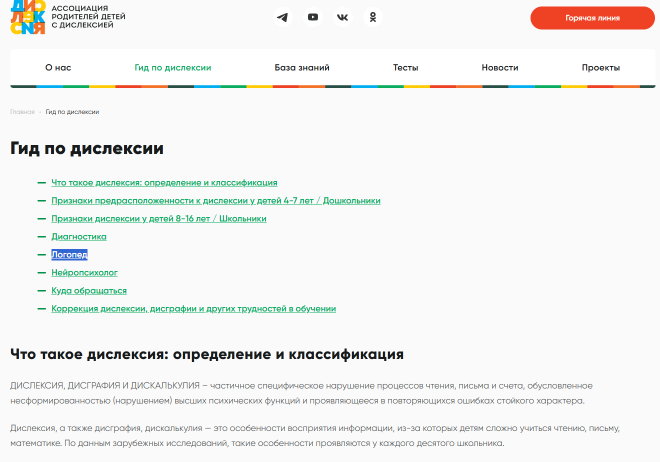 ДИС
ЛЕК
СИЯ
АССОЦИАЦИЯ
РОДИТЕЛЕЙ ДЕТЕЙ
С ДИСЛЕКСИЕЙ
Горячая линия
О нас
Гид по дислексии
База знаний
Тесты
Новости
Проекты
Главная - Гид по дислексии
Гид по дислексии
— Что такое дислексия: определение и классификация
— Признаки предрасположенности к дислексии у детей 4-7 лет / Дошкольники
— Признаки дислексии у детей 8-16 лет / Школьники
— Диагностика
— Логопед
— Нейропсихолог
— Куда обращаться
— Коррекция дислексии, дисграфии и других трудностей в обучении
Что такое дислексия: определение и классификация
ДИСЛЕКСИЯ, ДИСГРАФИЯ И ДИСКАЛЬКУЛИЯ – частичное специфическое нарушение процессов чтения, письма и счета, обусловленное
несформированностью (нарушением) высших психических функций и проявляющееся в повторяющихся ошибках стойкого характера.
Дислексия, а также дисграфия, дискалькулия — это особенности восприятия информации, из-за которых детям сложно учиться чтению, письму,
математике. По данным зарубежных исследований, такие особенности проявляются у каждого десятого школьника.